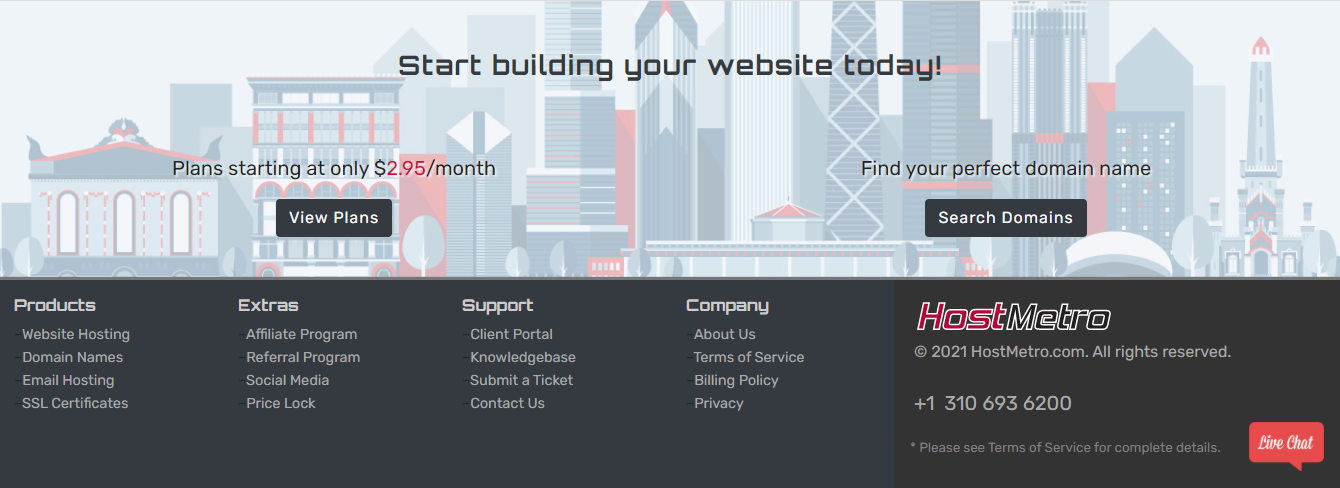 Start building your website today!
Plans starting at only $2.95/month
View Plans
Find your perfect domain name
Search Domains
Products
-Website Hosting
-Domain Names
-Email Hosting
-SSL Certificates
Extras
-Affiliate Program
-Referral Program
-Social Media
-Price Lock
Support
-Client Portal
-Knowledgebase
-Submit a Ticket
-Contact Us
Company
-About Us
-Terms of Service
-Billing Policy
-Privacy
HostMetro
© 2021 HostMetro.com. All rights reserved.
+1 310 693 6200
* Please see Terms of Service for complete details.
Live Chat